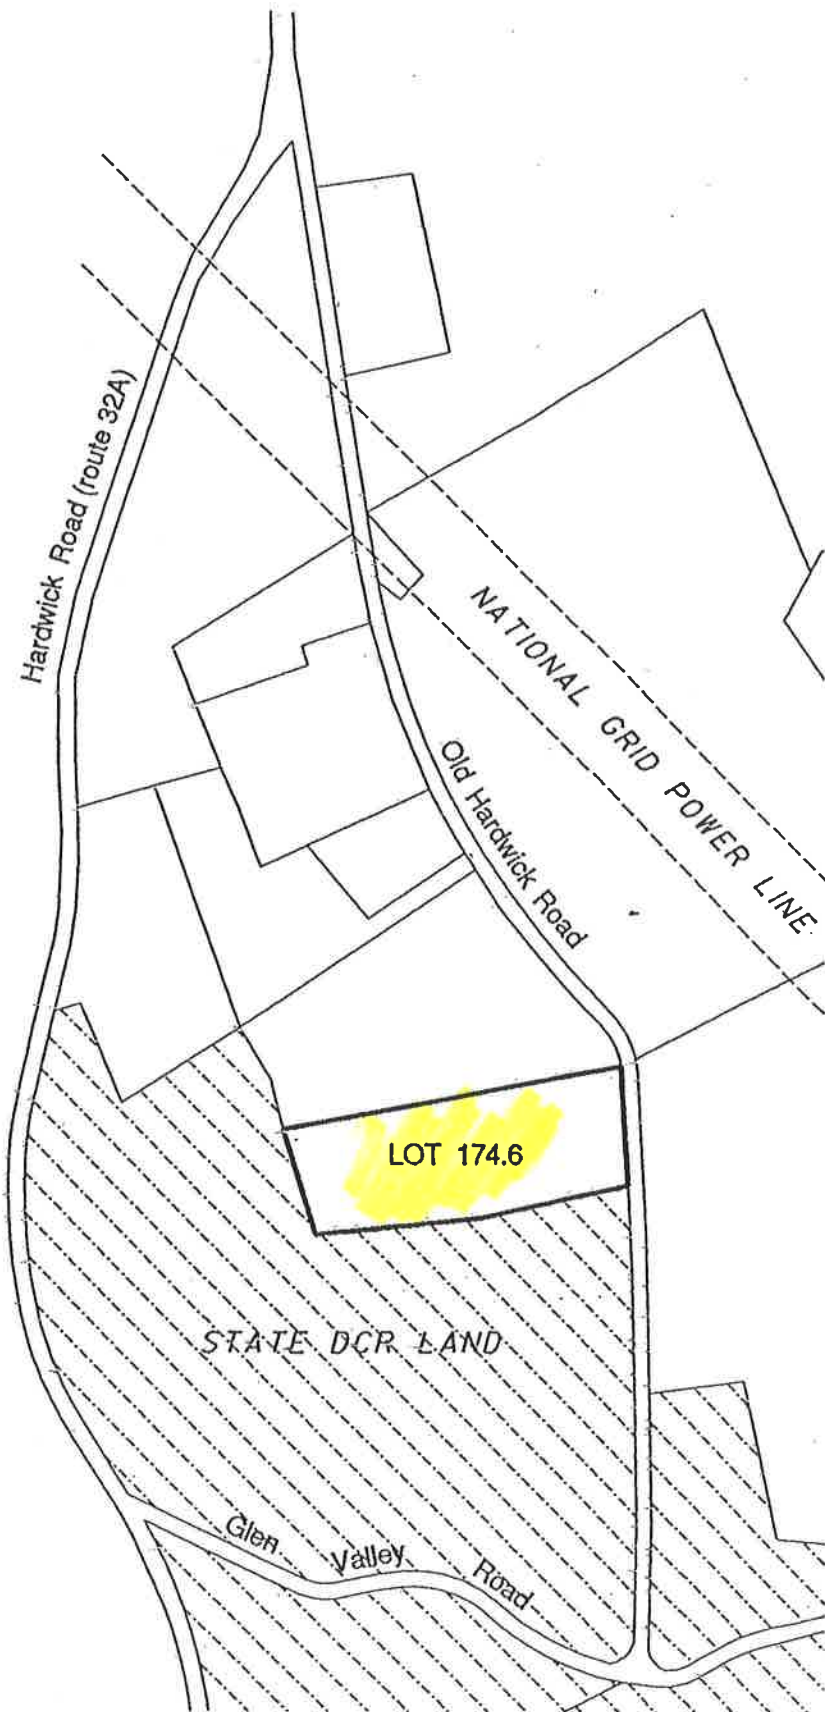 Hardwick Road (route 32A)
NATIONAL GRID POWER LINE
Old Hardwick Road
LOT 174.6
STATE DCR LAND
Glen Valley Road